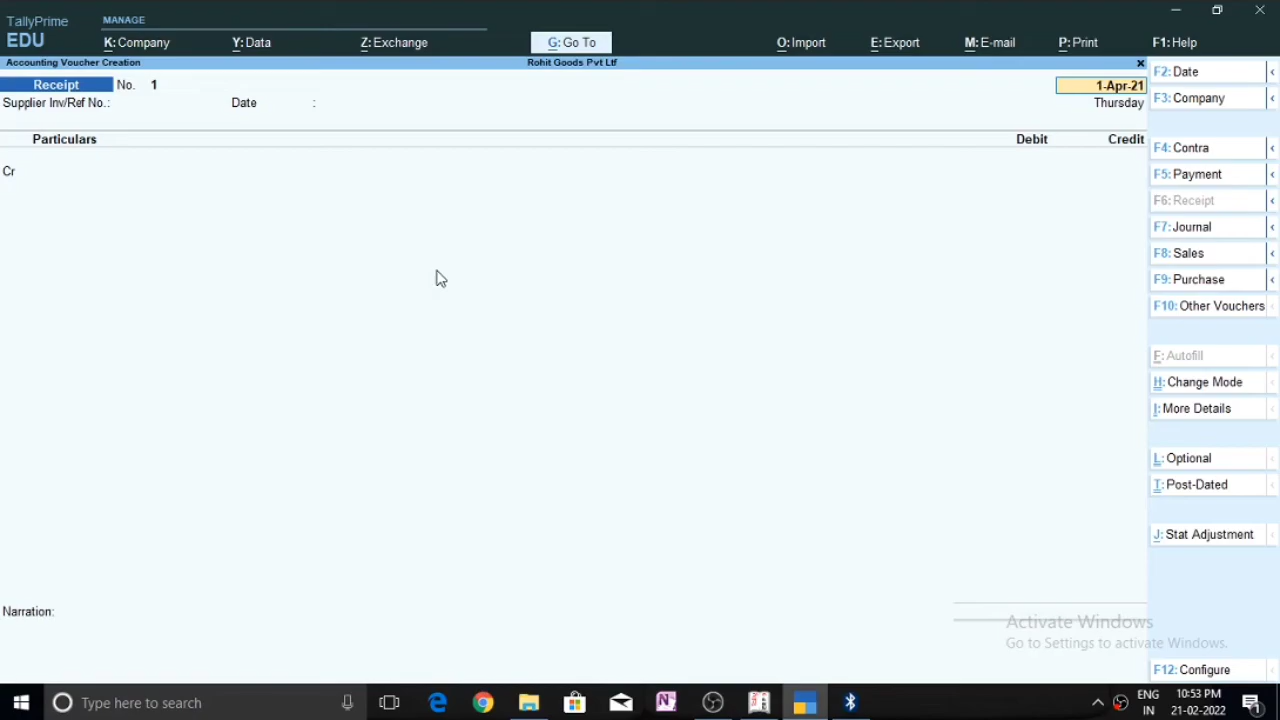 TallyPrime
EDU
MANAGE
K: Company
Y: Data
Z: Exchange
G: Go To
O: Import
E: Export
M: E-mail
P: Print
F1: Help
Accounting Voucher Creation
Rohit Goods Pvt Ltf
Receipt No. 1
1-Apr-21
Supplier Inv/Ref No.: Date :
Thursday
Particulars
Debit
Credit
Cr
Narration:
F2: Date
F3: Company
F4: Contra
F5: Payment
F6: Receipt
F7: Journal
F8: Sales
F9: Purchase
F10: Other Vouchers
F: Autofill
H: Change Mode
I: More Details
L: Optional
T: Post-Dated
J: Stat Adjustment
Activate Windows
Go to Settings to activate Windows.
F12: Configure
Type here to search
ENG
IN
10:53 PM
21-02-2022